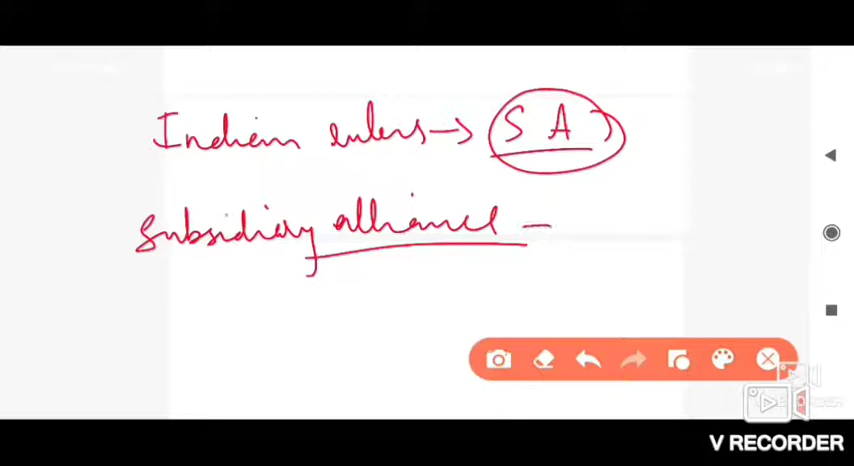 Indian rulers → SA
Subsidiary alliance –
V RECORDER